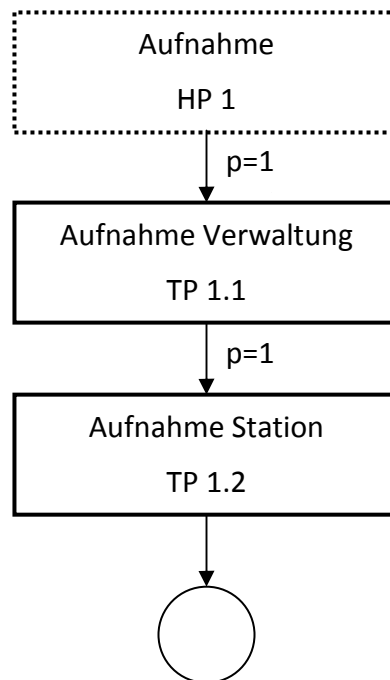 Aufnahme
HP 1
p=1
Aufnahme Verwaltung
TP 1.1
p=1
Aufnahme Station
TP 1.2